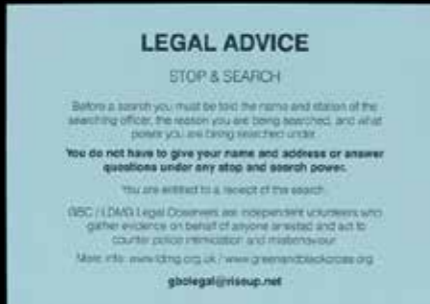 LEGAL ADVICE
STOP & SEARCH
Before a search you must be told the name and station of the
searching officer, the reason you are being searched, and what
power you are being searched under.
You do not have to give your name and address or answer
questions under any stop and search power.
You are entitled to a receipt of the search.
GBC / LDMG Legal Observers are independent volunteers who
gather evidence on behalf of anyone arrested and act to
counter police intimidation and misbehaviour.
More info: www.ldmg.org.uk / www.greenandblackcross.org
gbclegal@riseup.net